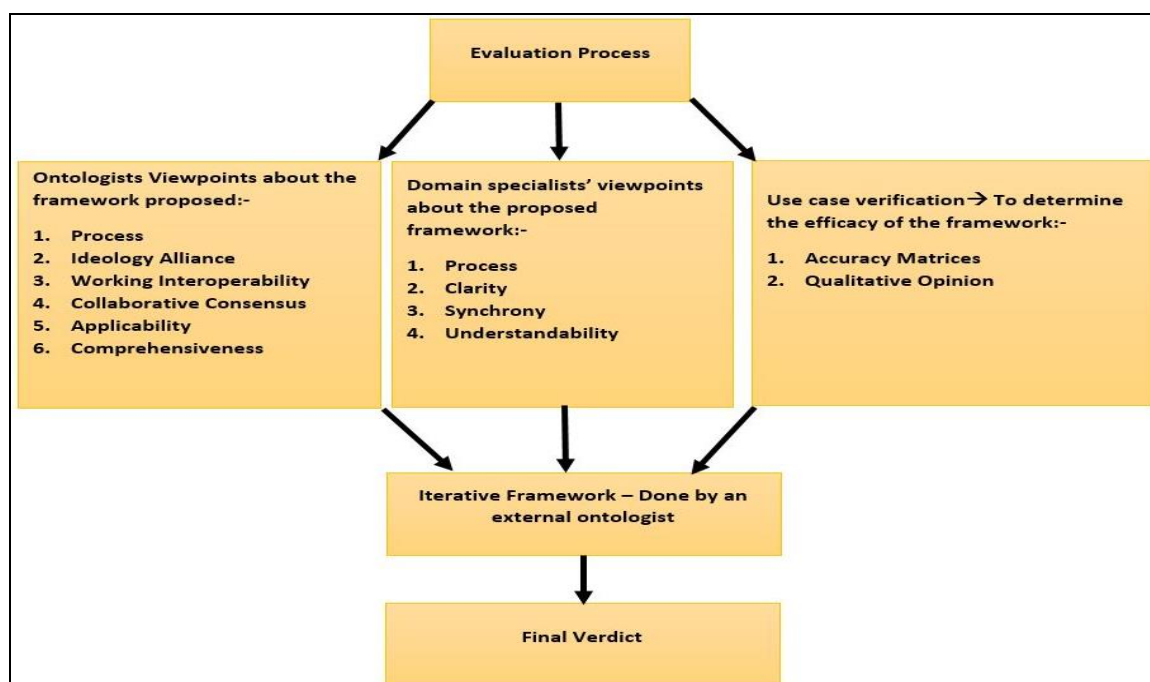 Evaluation Process
Ontologists Viewpoints about the
framework proposed:-
1. Process
2. Ideology Alliance
3. Working Interoperability
4. Collaborative Consensus
5. Applicability
6. Comprehensiveness
Domain specialists’ viewpoints
about the proposed
framework:-
1. Process
2. Clarity
3. Synchrony
4. Understandability
Use case verification→ To determine
the efficacy of the framework:-
1. Accuracy Matrices
2. Qualitative Opinion
Iterative Framework – Done by an
external ontologist
Final Verdict